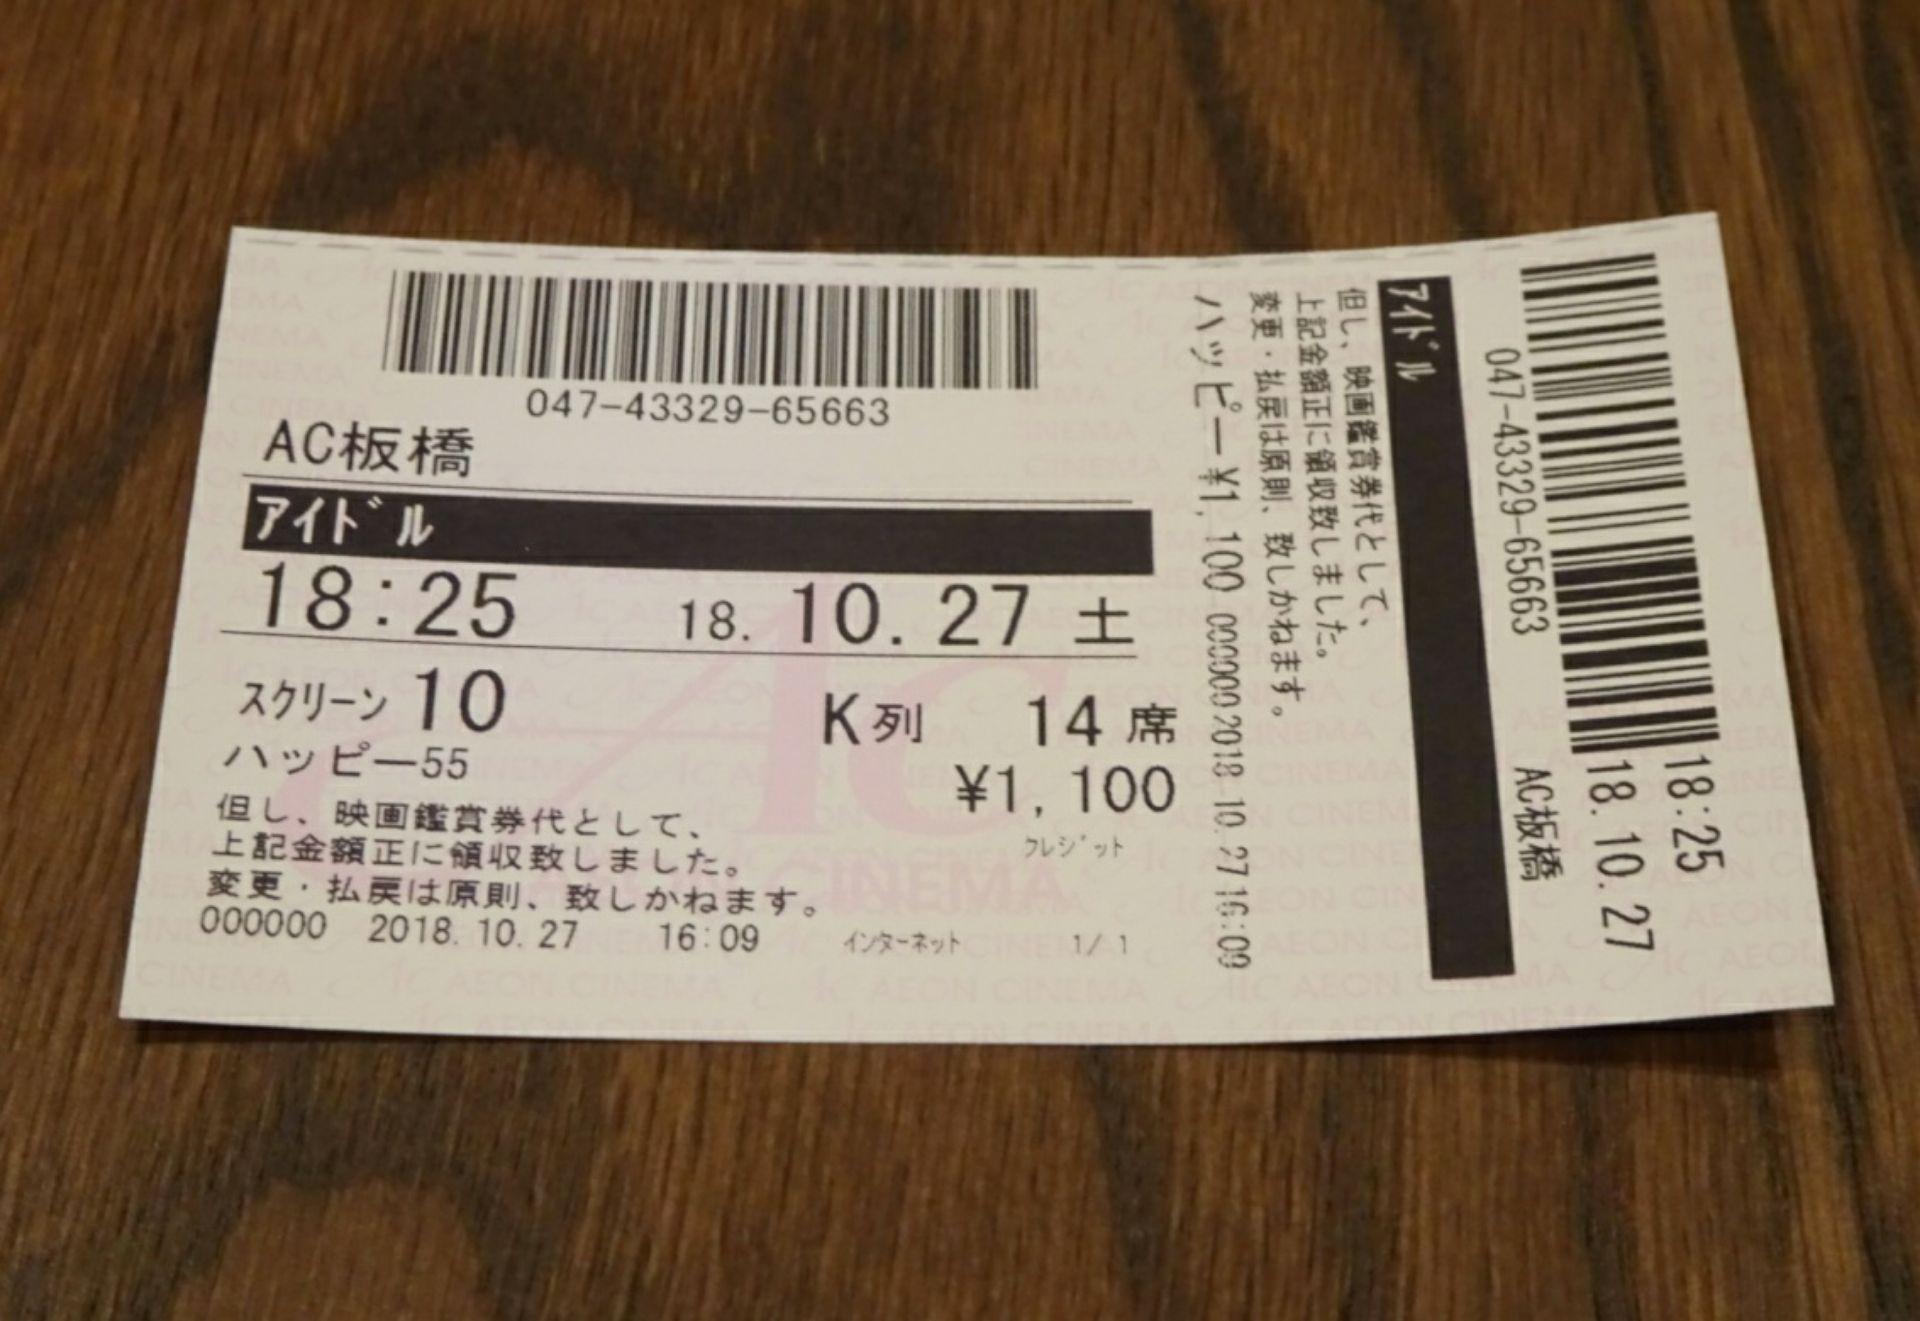 047-43329-65663
AC板橋
アイドル
18:25 18. 10. 27 土
スクリーン 10 K列 14席
ハッピー55 ¥1,100
クレジット
但し、映画鑑賞券代として、
上記金額正に領収致しました。
変更・払戻は原則、致しかねます。
000000 2018. 10. 27 16:09 インターネット 1/ 1
アイドル
但し、映画鑑賞券代として、
上記金額正に領収致しました。
変更・払戻は原則、致しかねます。
ハッピー¥1,100 000000 2018 10. 27 16:09
18:25
18. 10. 27
047-43329-65663 AC板橋
AEON CINEMA